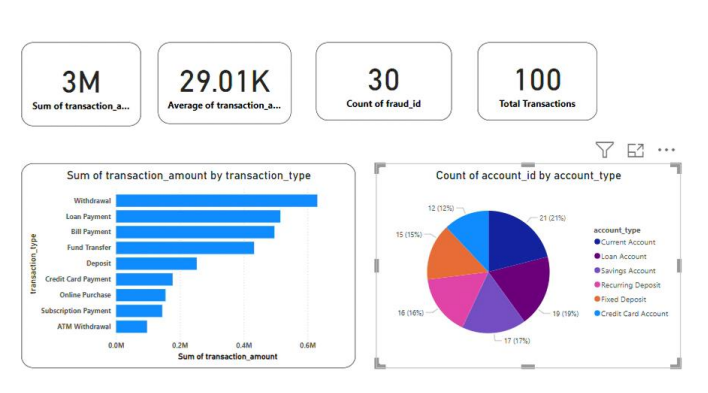 3M
Sum of transaction_a...
29.01K
Average of transaction_a...
30
Count of fraud_id
100
Total Transactions
Sum of transaction_amount by transaction_type
transaction_type
Withdrawal
Loan Payment
Bill Payment
Fund Transfer
Deposit
Credit Card Payment
Online Purchase
Subscription Payment
ATM Withdrawal
0.0M 0.2M 0.4M 0.6M
Sum of transaction_amount
Count of account_id by account_type
12 (12%)
21 (21%)
15 (15%)
16 (16%)
19 (19%)
17 (17%)
account_type
Current Account
Loan Account
Savings Account
Recurring Deposit
Fixed Deposit
Credit Card Account